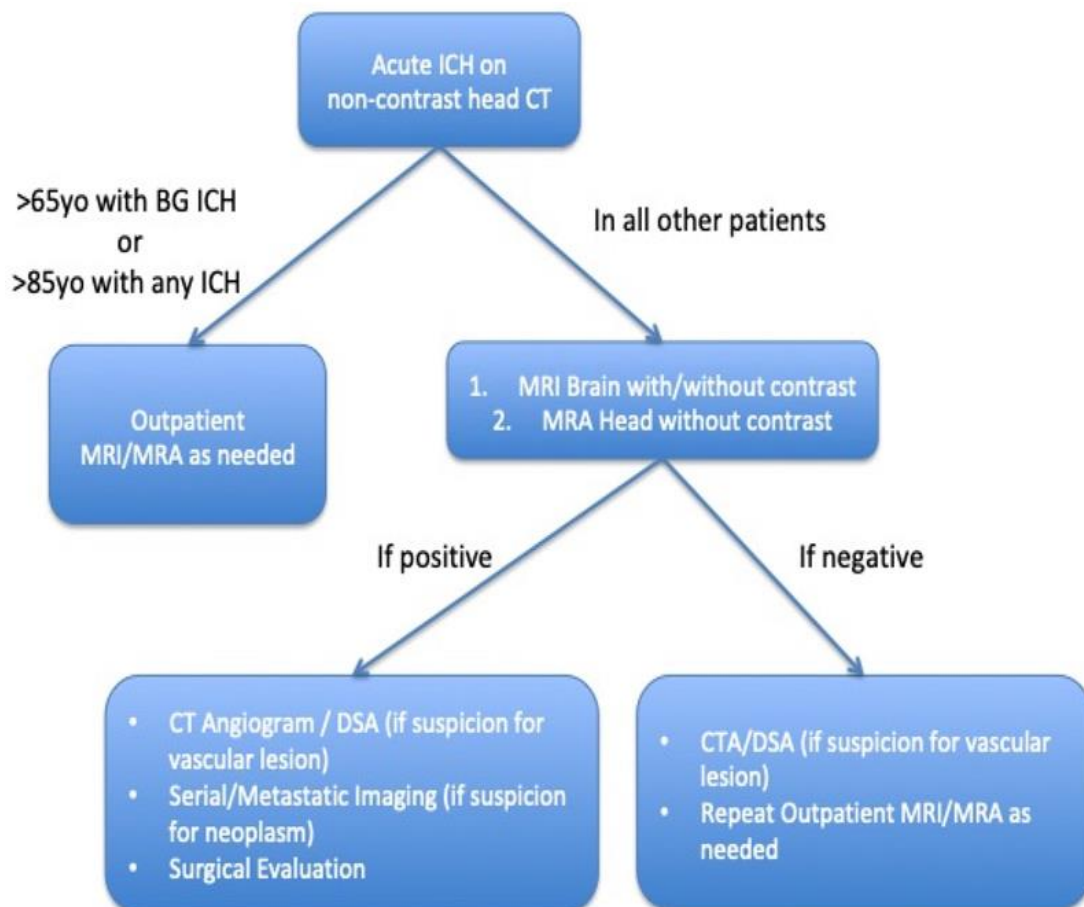 Acute ICH on
non-contrast head CT
>65yo with BG ICH
or
>85yo with any ICH
In all other patients
Outpatient
MRI/MRA as needed
1. MRI Brain with/without contrast
2. MRA Head without contrast
If positive
If negative
• CT Angiogram / DSA (if suspicion for
vascular lesion)
• Serial/Metastatic Imaging (if suspicion
for neoplasm)
• Surgical Evaluation
• CTA/DSA (if suspicion for vascular
lesion)
• Repeat Outpatient MRI/MRA as
needed